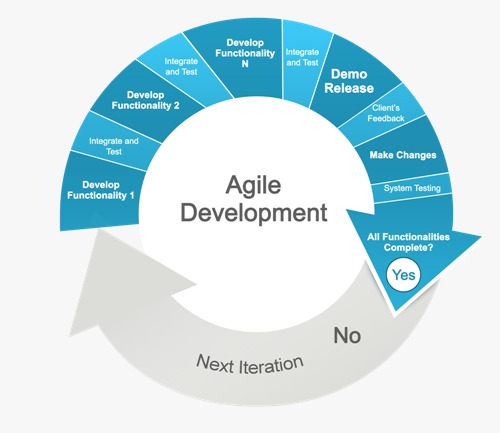 Develop
Functionality 1
Integrate and
Test
Develop
Functionality 2
Integrate
and Test
Develop
Functionality
N
Integrate
and Test
Demo
Release
Client's
Feedback
Make Changes
System Testing
All Functionalities
Complete?
Yes
No
Next Iteration
Agile
Development